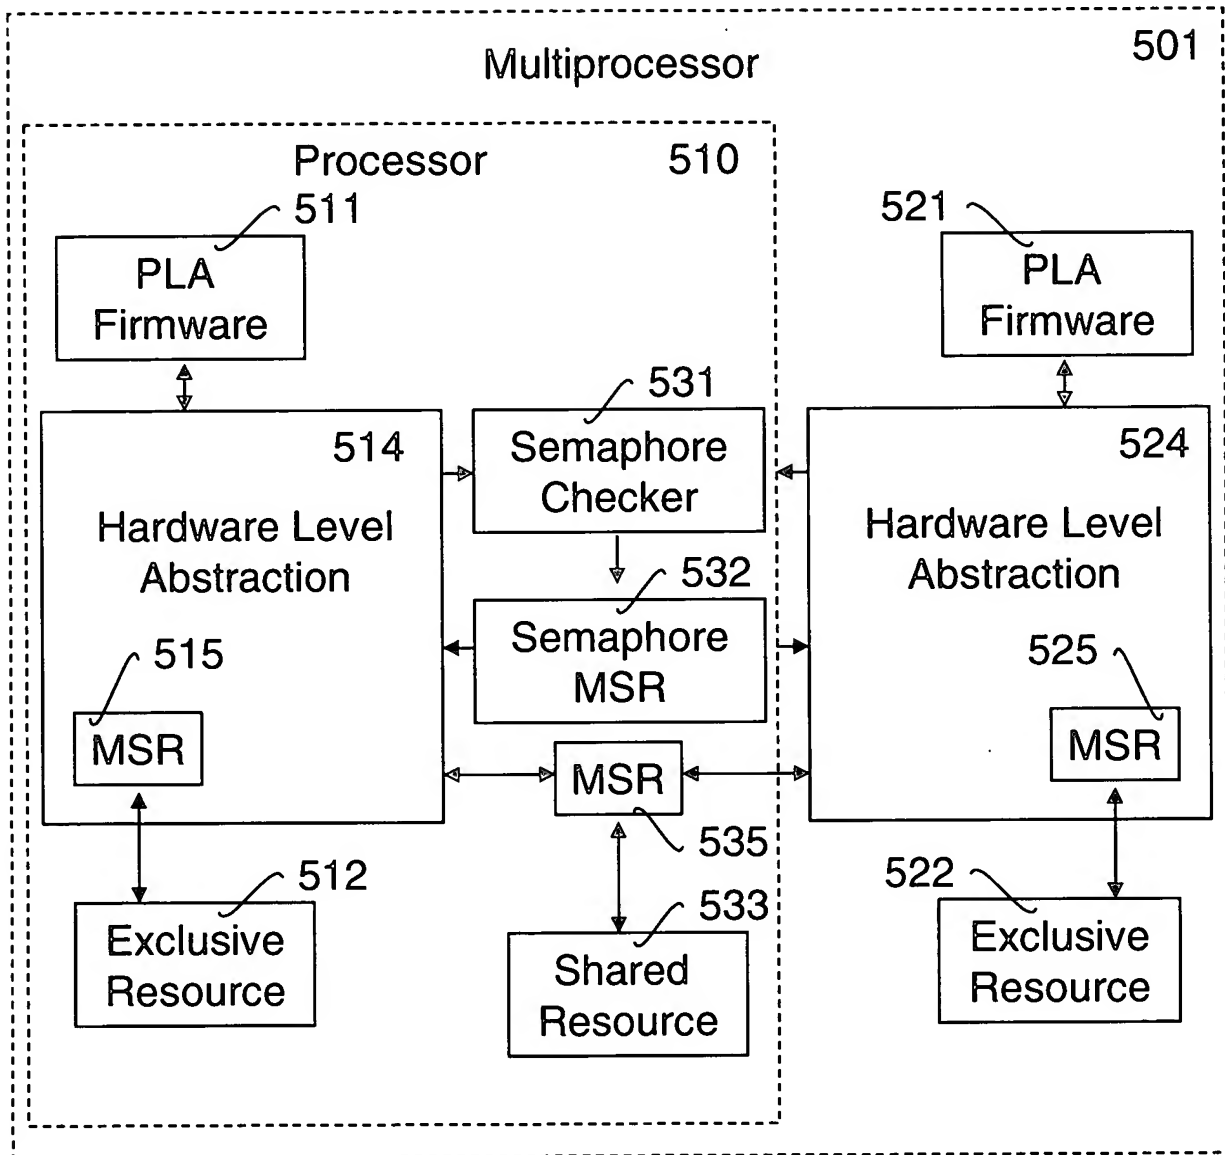 Multiprocessor
501
Processor
510
511
PLA
Firmware
521
PLA
Firmware
514
Hardware Level
Abstraction
531
Semaphore
Checker
524
Hardware Level
Abstraction
532
Semaphore
MSR
515
MSR
525
MSR
MSR
535
512
Exclusive
Resource
533
Shared
Resource
522
Exclusive
Resource